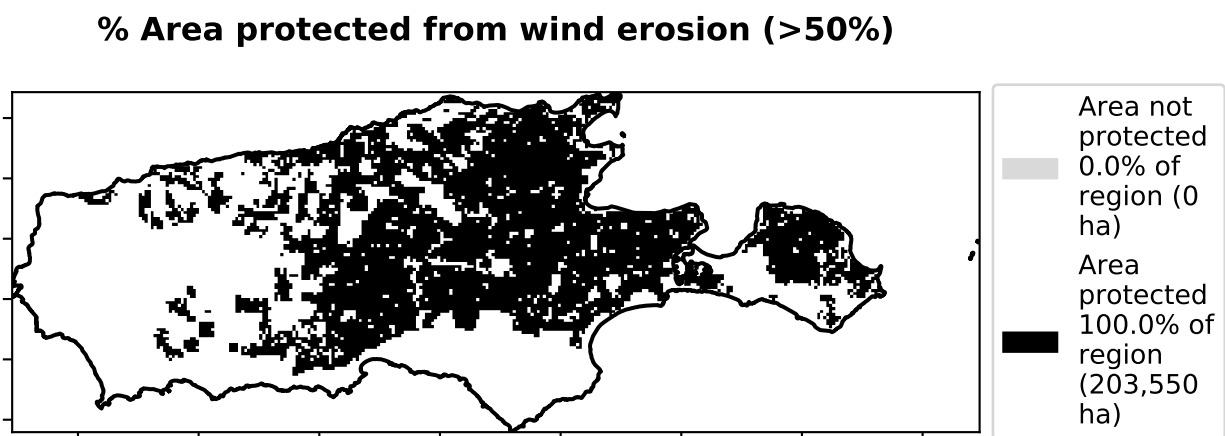 % Area protected from wind erosion (>50%)
Area not
protected
0.0% of
region (0
ha)
Area
protected
100.0% of
region
(203,550
ha)